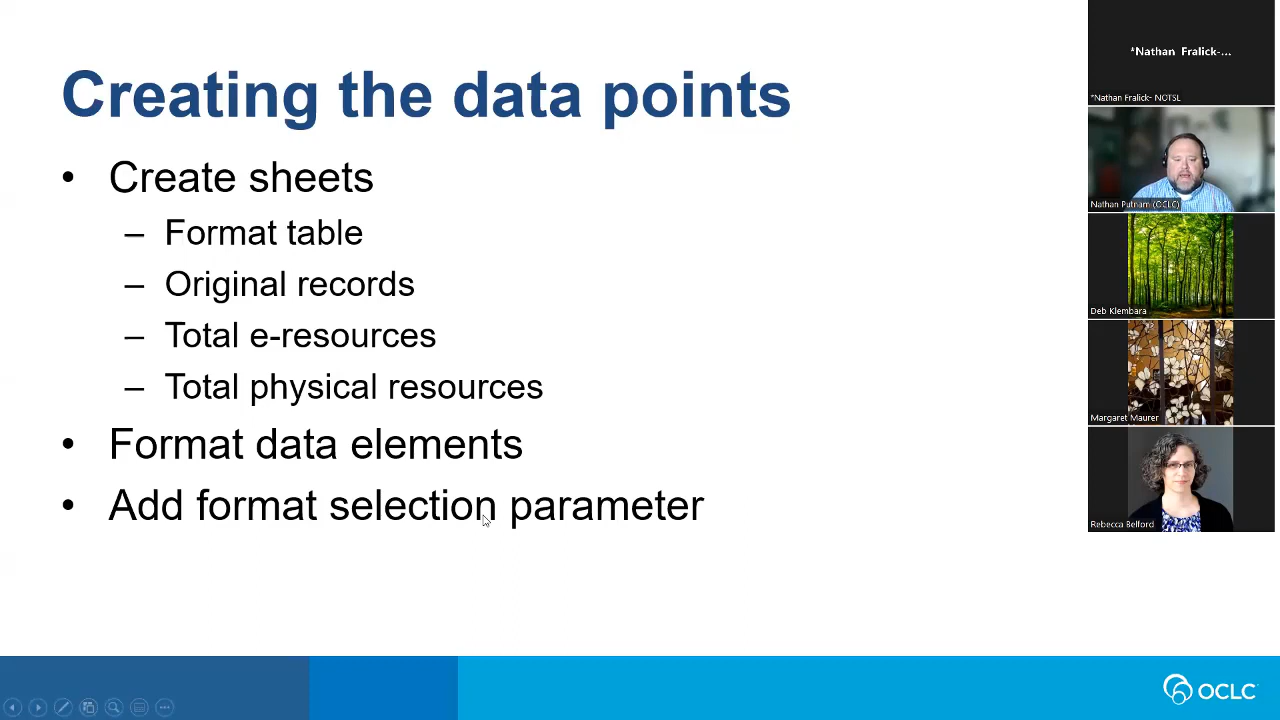 Creating the data points
• Create sheets
– Format table
– Original records
– Total e-resources
– Total physical resources
• Format data elements
• Add format selection parameter
*Nathan Fralick-...
*Nathan Fralick- NOTSL
Nathan Putnam (OCLC)
Deb Klembara
Margaret Maurer
Rebecca Belford
OCLC